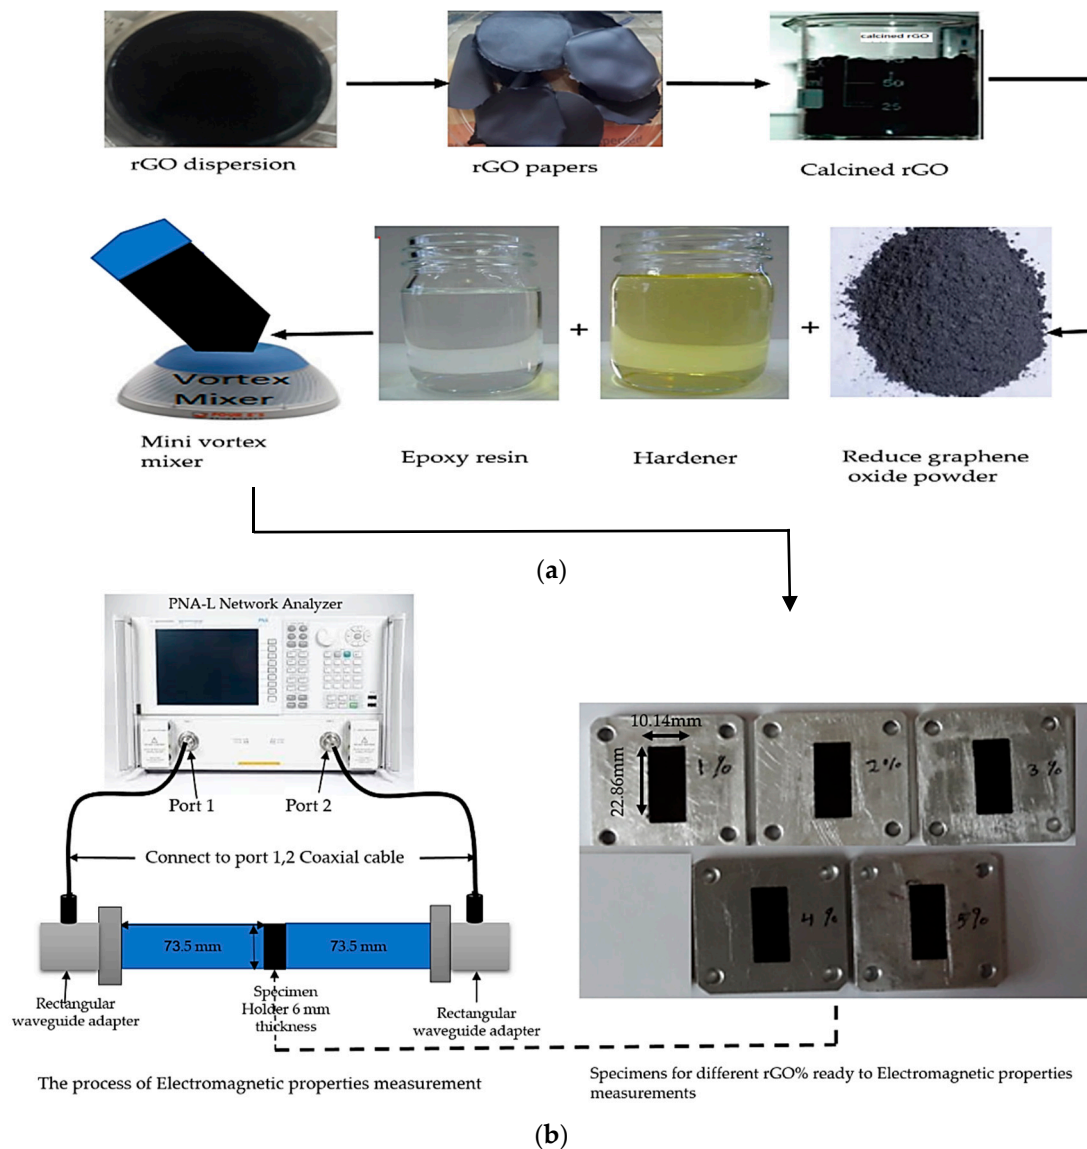 calcined rGO
50
25
rGO dispersion
rGO papers
Calcined rGO
Vortex
Mixer
+
+
Mini vortex
mixer
Epoxy resin
Hardener
Reduce graphene
oxide powder
(a)
PNA-L Network Analyzer
Port 1
Port 2
Connect to port 1,2 Coaxial cable
73.5 mm
73.5 mm
Rectangular
waveguide adapter
Specimen
Holder 6 mm
thickness
Rectangular
waveguide adapter
The process of Electromagnetic properties measurement
10.14mm
22.86mm
1%
2%
3%
4%
5%
Specimens for different rGO% ready to Electromagnetic properties
measurements
(b)